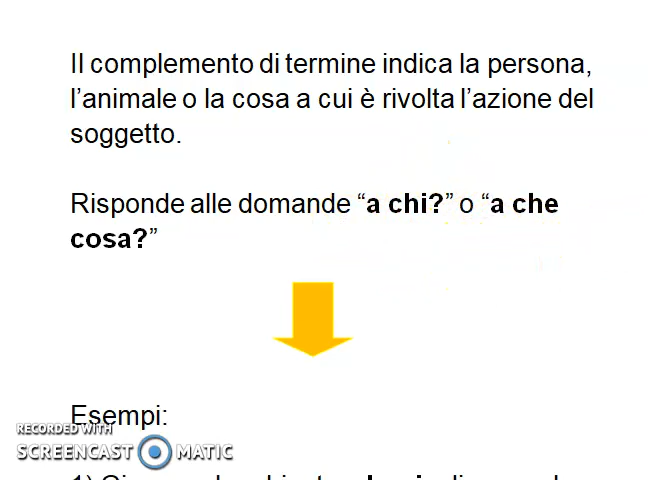 Il complemento di termine indica la persona,
l’animale o la cosa a cui è rivolta l’azione del
soggetto.
Risponde alle domande “a chi?” o “a che
cosa?”
Esempi:
RECORDED WITH
SCREENCAST MATIC
1)